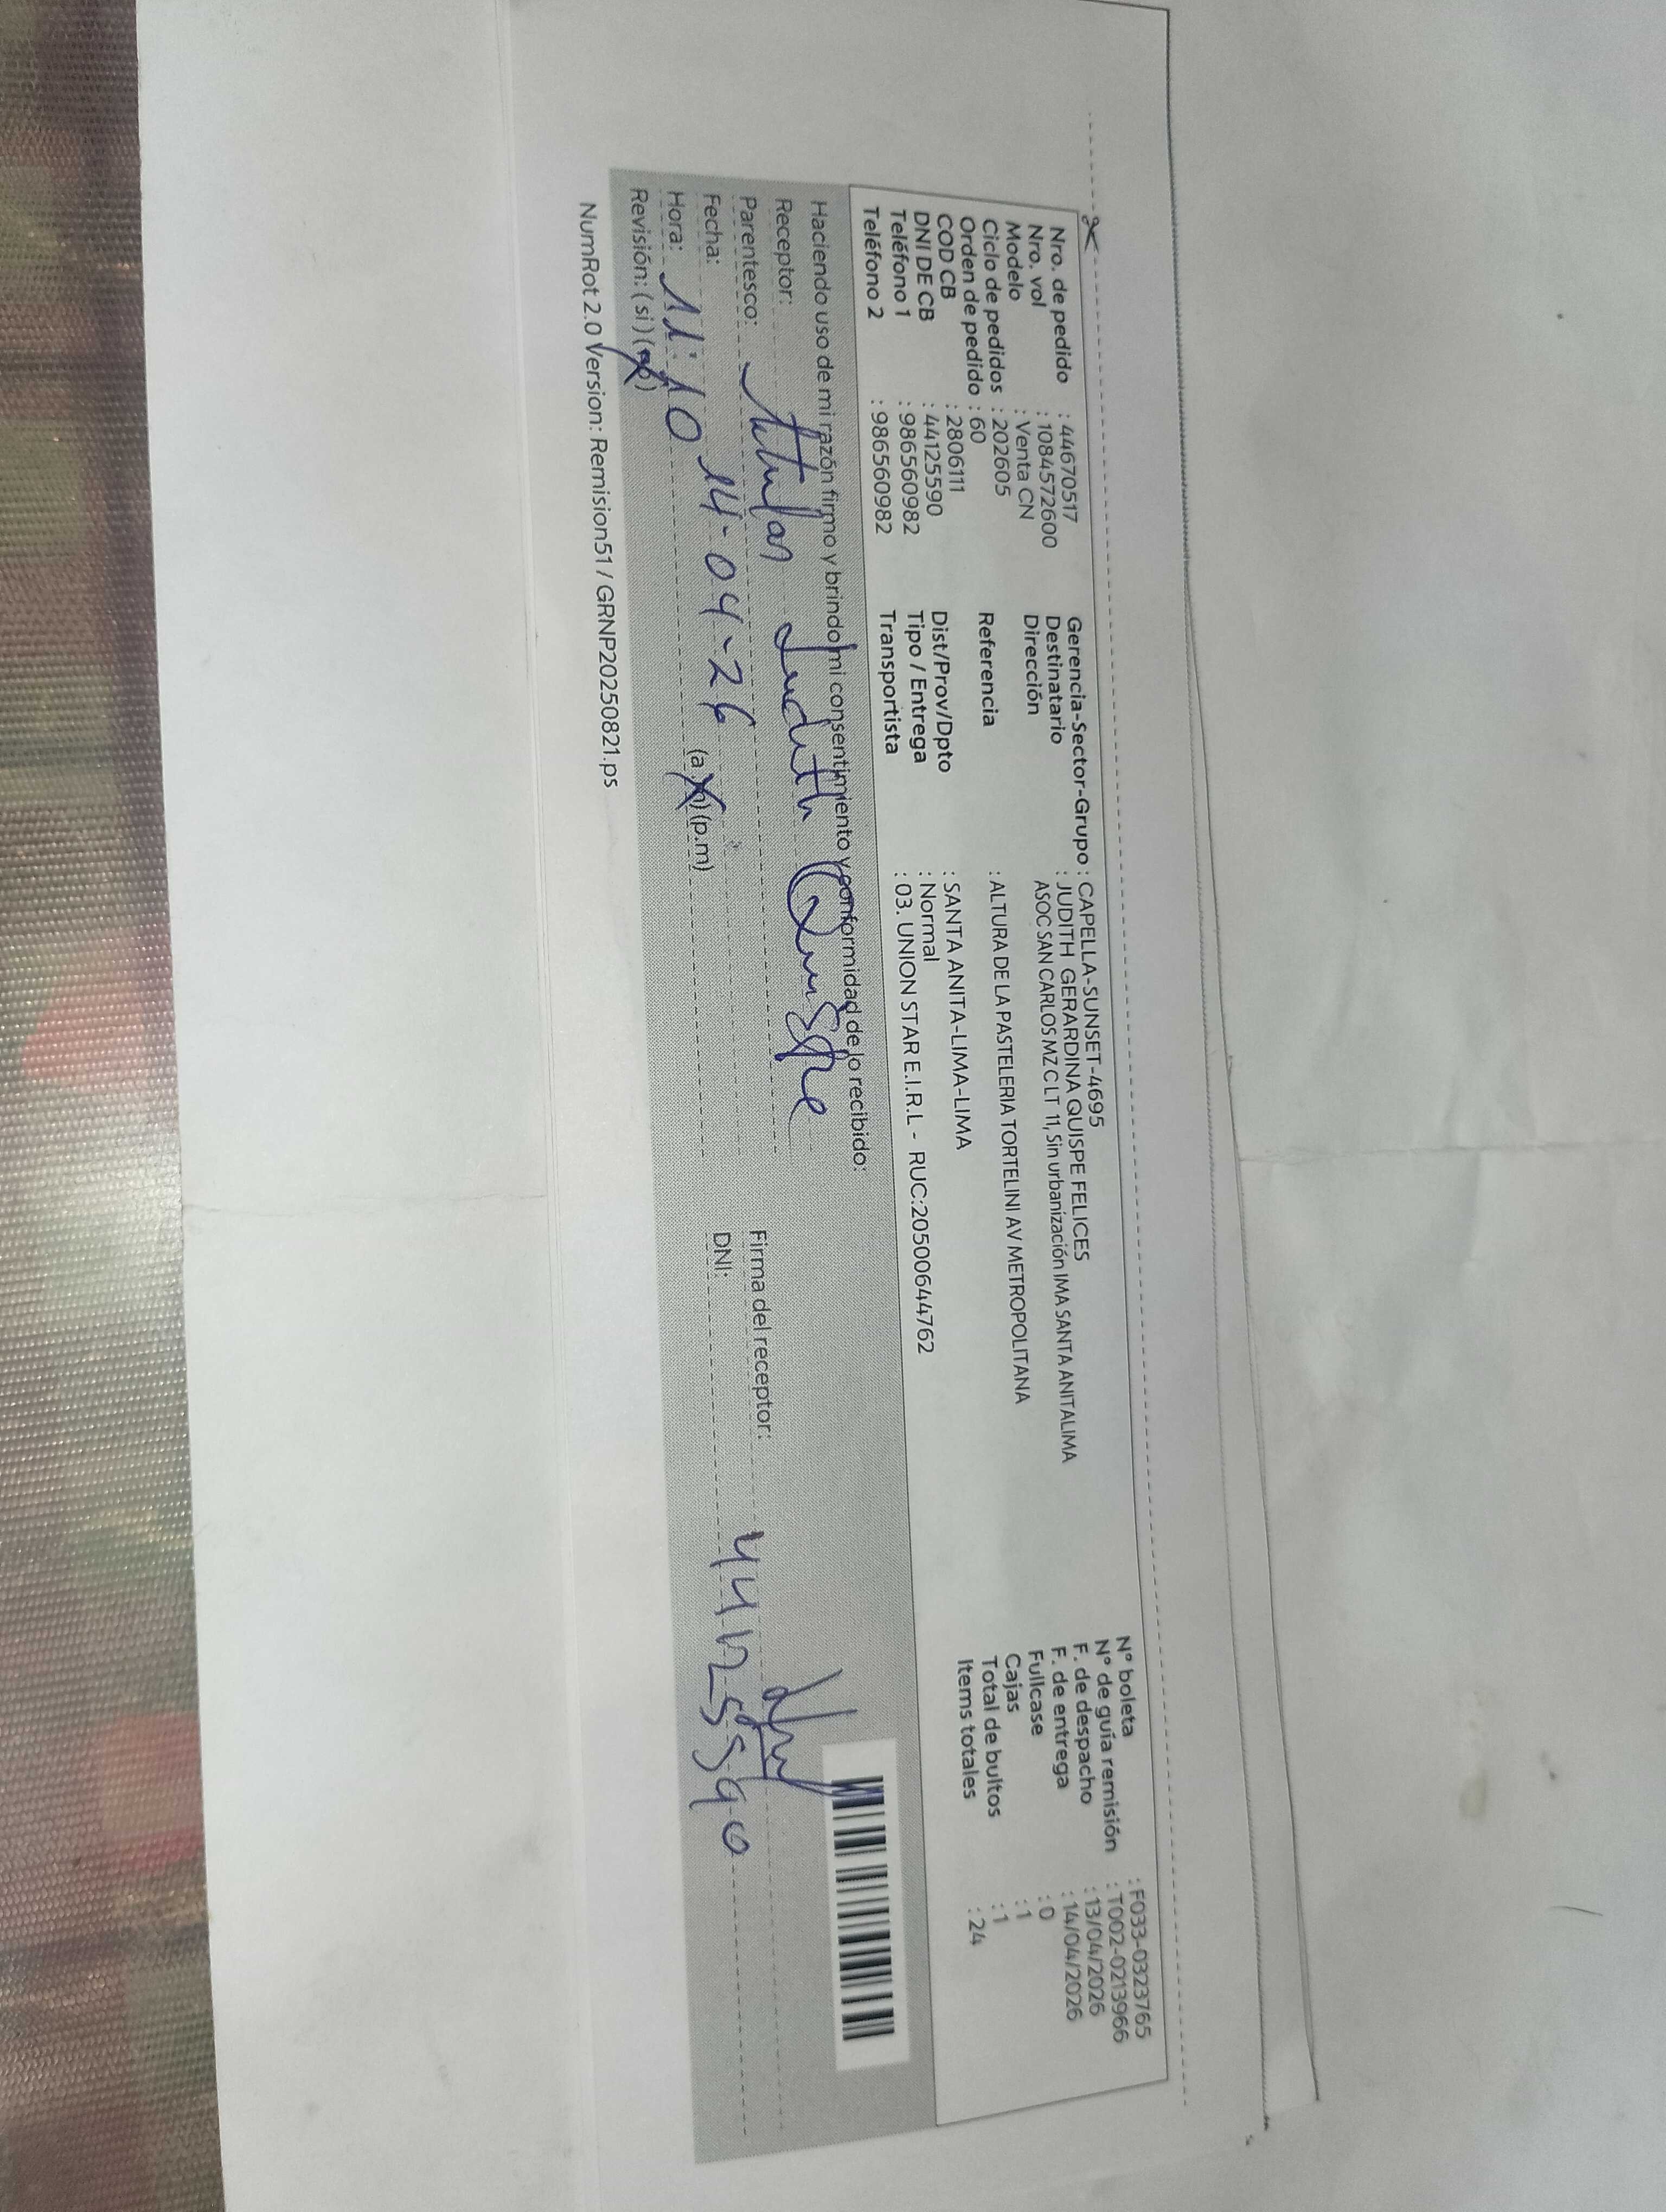 Nro. de pedido : 44670517
Nro. vol : 1084572600
Modelo : Venta CN
Ciclo de pedidos : 202605
Orden de pedido : 60
COD CB : 2806111
DNI DE CB : 44125590
Teléfono 1 : 986560982
Teléfono 2 : 986560982
Gerencia-Sector-Grupo : CAPELLA-SUNSET-4695
Destinatario : JUDITH GERARDINA QUISPE FELICES
Dirección ASOC SAN CARLOS MZ C LT 11, Sin urbanización IMA SANTA ANITALIMA
Referencia : ALTURA DE LA PASTELERIA TORTELINI AV METROPOLITANA
Dist/Prov/Dpto : SANTA ANITA-LIMA-LIMA
Tipo / Entrega : Normal
Transportista : 03. UNION STAR E.I.R.L - RUC:20500644762
N° boleta : F033-0323765
N° de guía remisión : T002-0213966
F. de despacho : 13/04/2026
F. de entrega : 14/04/2026
Fullcase : 0
Cajas : 1
Total de bultos : 1
Items totales : 24
Haciendo uso de mi razón firmo y brindo mi consentimiento y conformidad de lo recibido:
Receptor: Judith Quispe
Parentesco: titular
Fecha: 14-04-26
Hora: 11:10 (a.m) (p.m)
Revisión: (si) (no)
Firma del receptor:
DNI: 44125590
NumRot 2.0 Version: Remision51 / GRNP20250821.ps